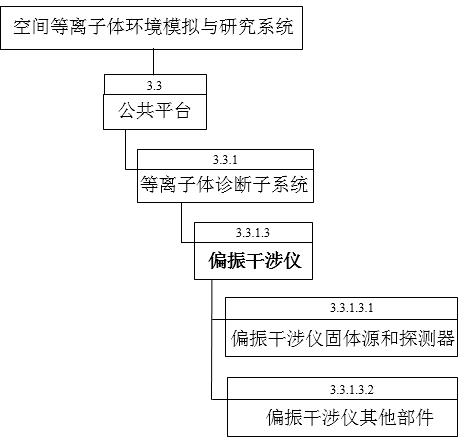 空间等离子体环境模拟与研究系统
3.3
公共平台
3.3.1
等离子体诊断子系统
3.3.1.3
偏振干涉仪
3.3.1.3.1
偏振干涉仪固体源和探测器
3.3.1.3.2
偏振干涉仪其他部件